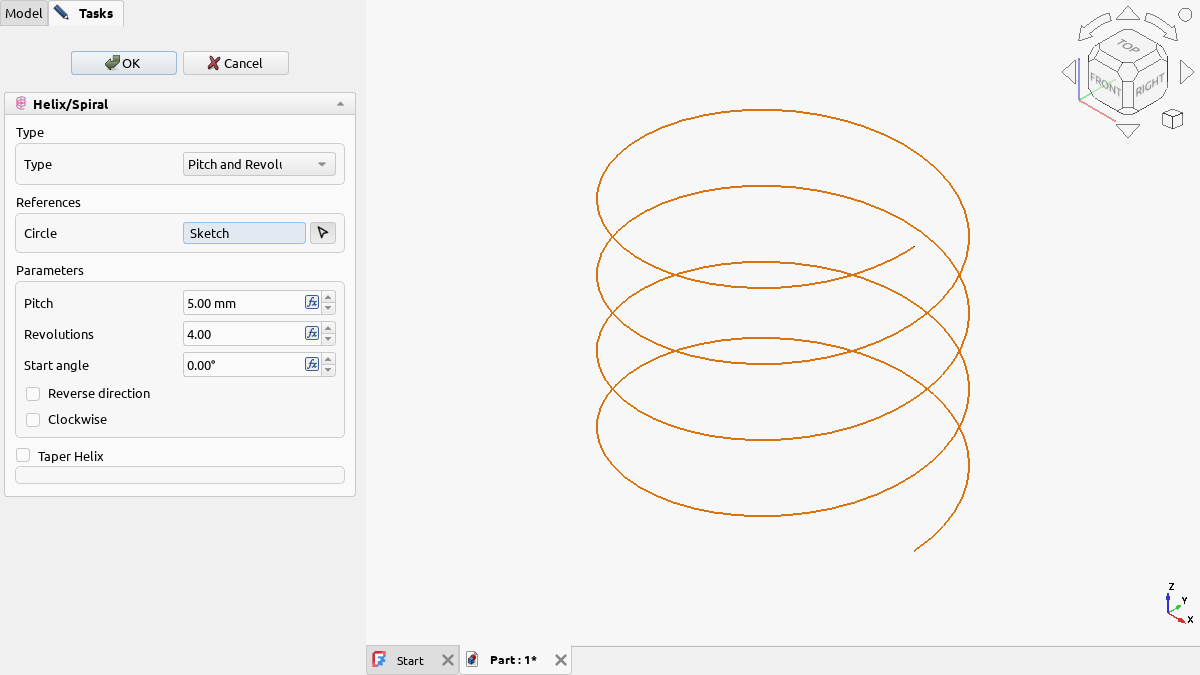 Model
Tasks
OK
Cancel
Helix/Spiral
Type
Type
Pitch and Revolu
References
Circle
Sketch
Parameters
Pitch
5.00 mm
Revolutions
4.00
Start angle
0.00°
Reverse direction
Clockwise
Taper Helix
TOP
FRONT
RIGHT
Z
Y
X
Start
Part : 1*